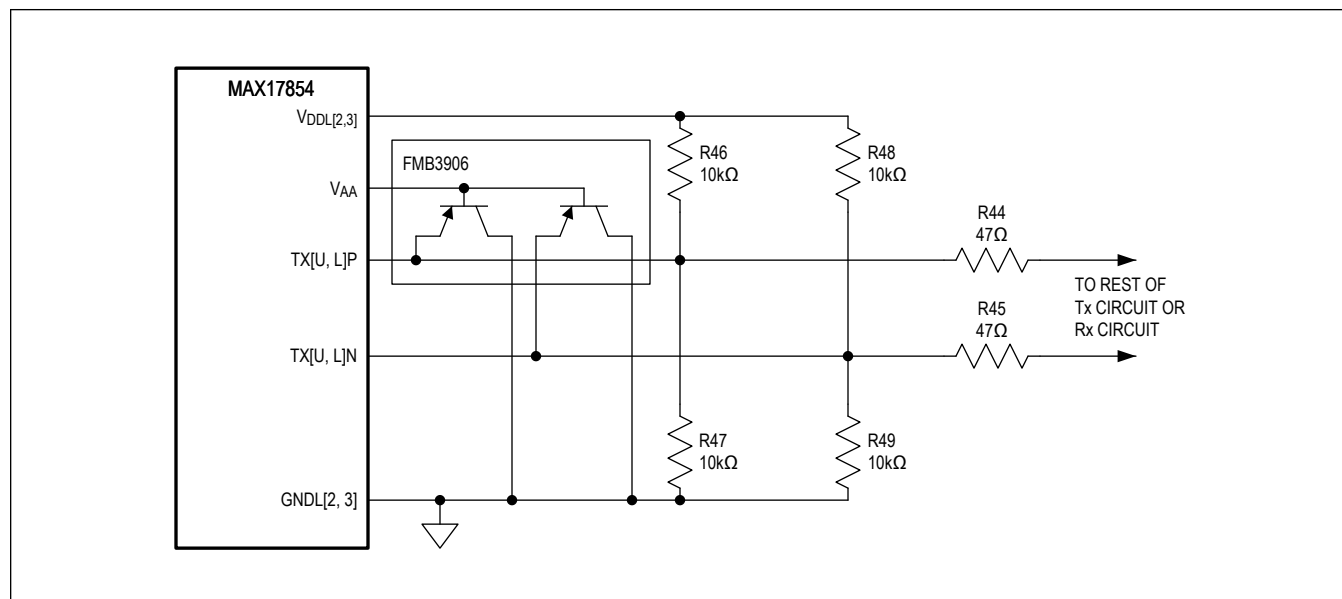 MAX17854
VDDL[2,3]
VAA
TX[U, L]P
TX[U, L]N
GNDL[2, 3]
FMB3906
R46
10kΩ
R48
10kΩ
R44
47Ω
R45
47Ω
TO REST OF
Tx CIRCUIT OR
Rx CIRCUIT
R47
10kΩ
R49
10kΩ